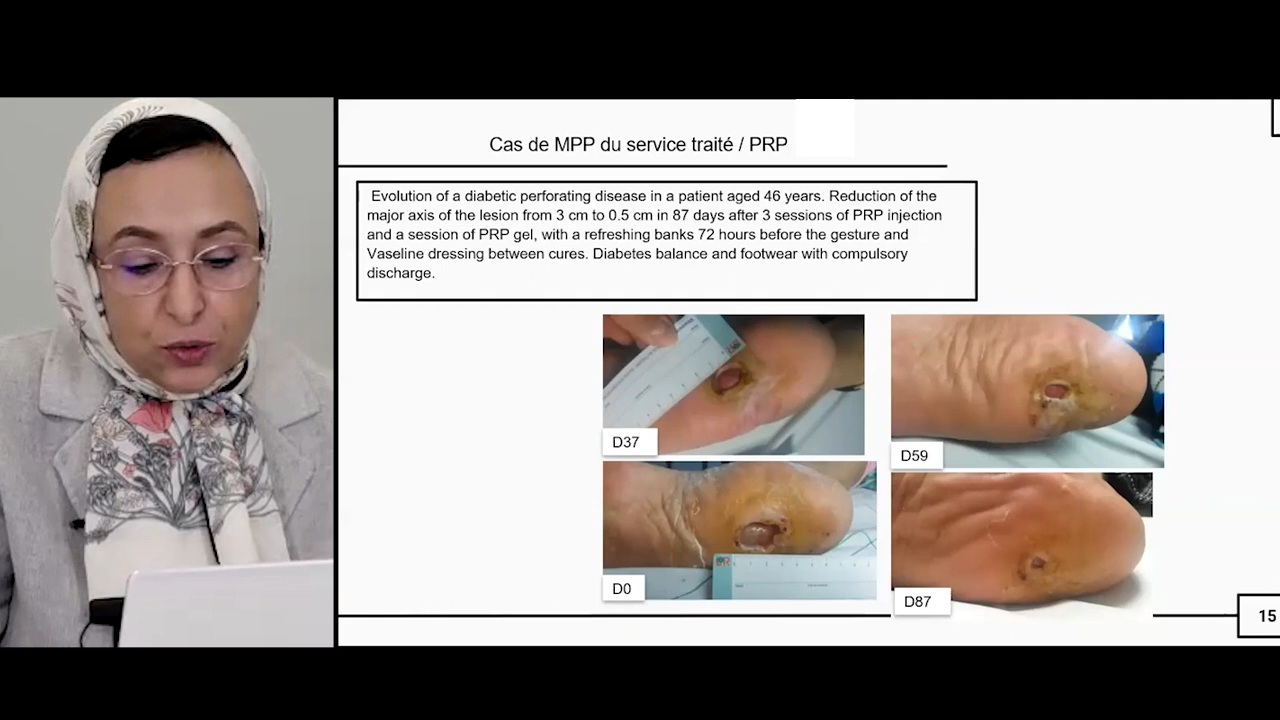 Cas de MPP du service traité / PRP
Evolution of a diabetic perforating disease in a patient aged 46 years. Reduction of the
major axis of the lesion from 3 cm to 0.5 cm in 87 days after 3 sessions of PRP injection
and a session of PRP gel, with a refreshing banks 72 hours before the gesture and
Vaseline dressing between cures. Diabetes balance and footwear with compulsory
discharge.
D37
D59
D0
D87
15